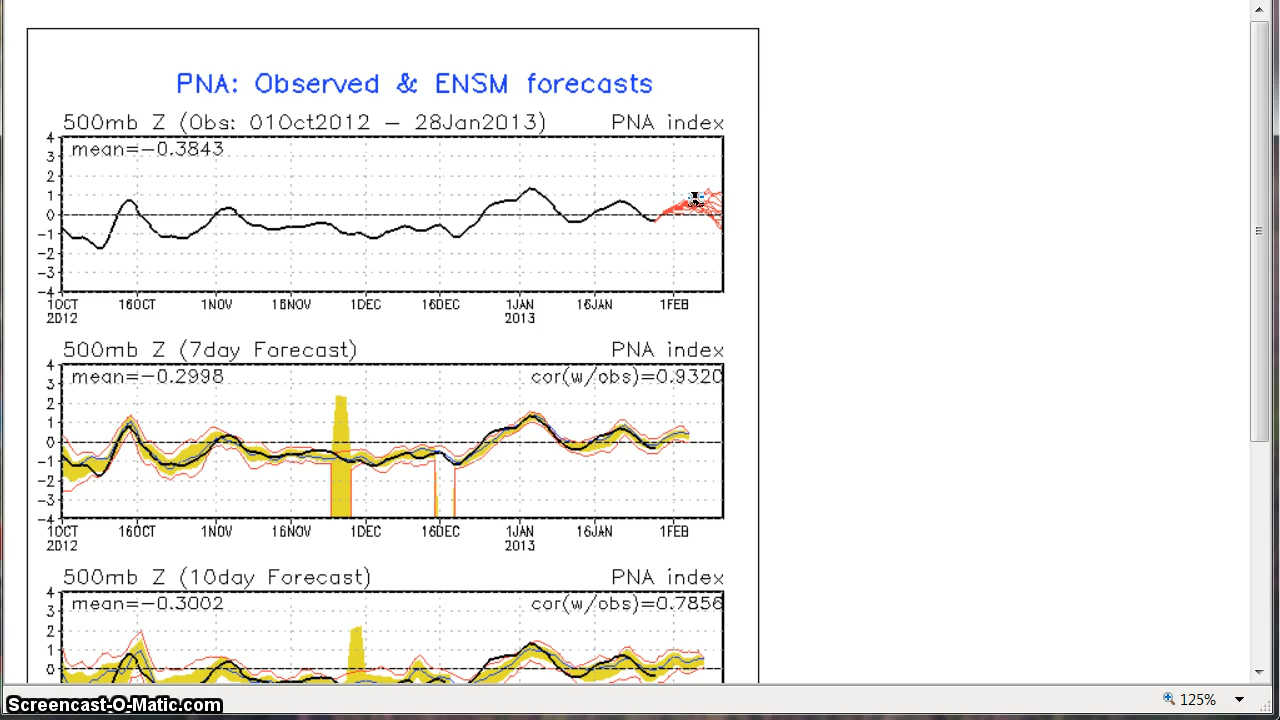 PNA: Observed & ENSM forecasts
500mb Z (Obs: 01Oct2012 – 28Jan2013) PNA index
mean=−0.3843
4
3
2
1
0
−1
−2
−3
−4
1OCT 16OCT 1NOV 16NOV 1DEC 16DEC 1JAN 16JAN 1FEB
2012 2013
500mb Z (7day Forecast) PNA index
mean=−0.2998 cor(w/obs)=0.9320
4
3
2
1
0
−1
−2
−3
−4
1OCT 16OCT 1NOV 16NOV 1DEC 16DEC 1JAN 16JAN 1FEB
2012 2013
500mb Z (10day Forecast) PNA index
mean=−0.3002 cor(w/obs)=0.7856
4
3
2
1
0
Screencast-O-Matic.com 125%